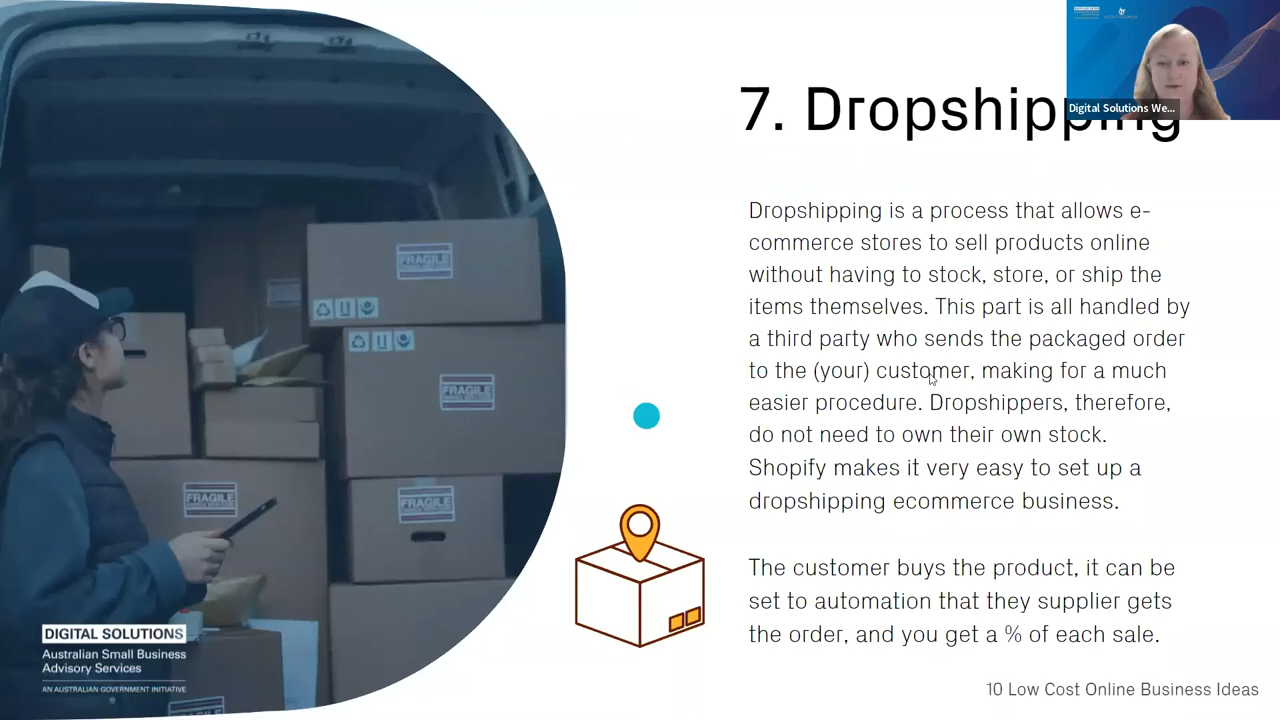 7. Dropshipping
Digital Solutions We...
Dropshipping is a process that allows e-
commerce stores to sell products online
without having to stock, store, or ship the
items themselves. This part is all handled by
a third party who sends the packaged order
to the (your) customer, making for a much
easier procedure. Dropshippers, therefore,
do not need to own their own stock.
Shopify makes it very easy to set up a
dropshipping ecommerce business.
The customer buys the product, it can be
set to automation that they supplier gets
the order, and you get a % of each sale.
10 Low Cost Online Business Ideas
FRAGILE
FRAGILE
FRAGILE
FRAGILE
FRAGILE
DIGITAL SOLUTIONS
Australian Small Business
Advisory Services
AN AUSTRALIAN GOVERNMENT INITIATIVE